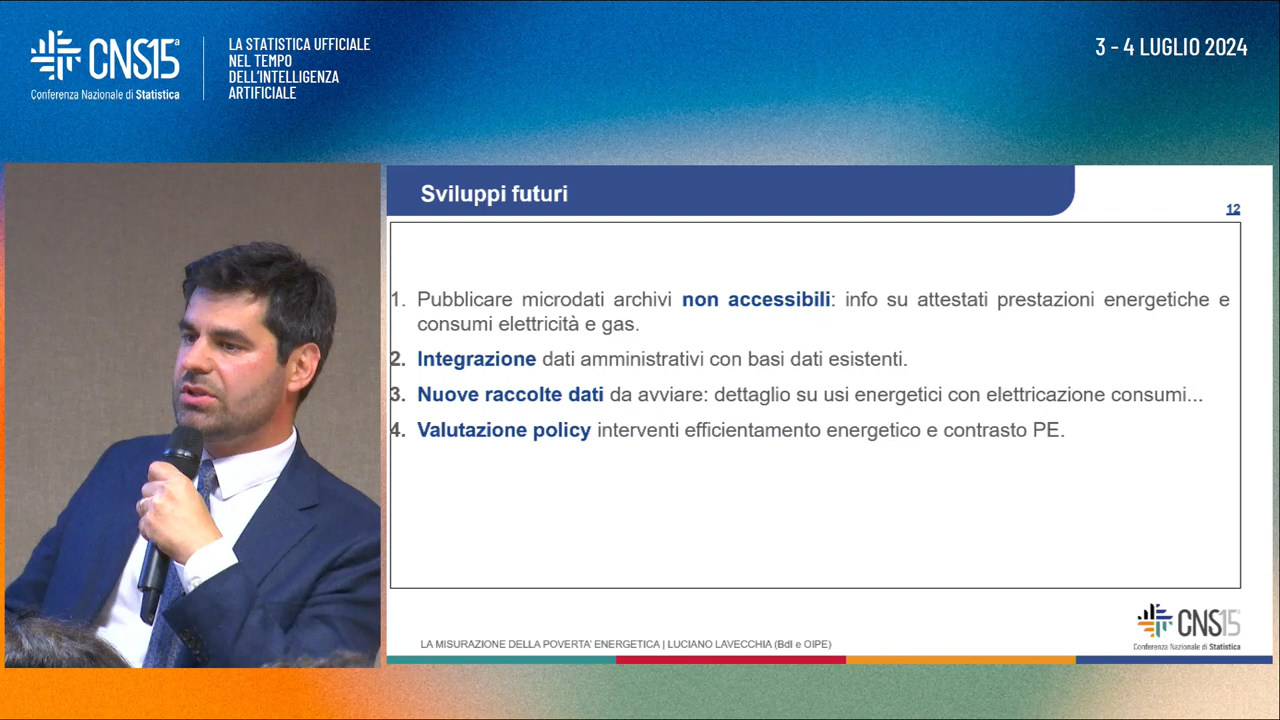 CNS15ª
Conferenza Nazionale di Statistica
LA STATISTICA UFFICIALE
NEL TEMPO
DELL'INTELLIGENZA
ARTIFICIALE
3 - 4 LUGLIO 2024
Sviluppi futuri
12
1. Pubblicare microdati archivi non accessibili: info su attestati prestazioni energetiche e
consumi elettricità e gas.
2. Integrazione dati amministrativi con basi dati esistenti.
3. Nuove raccolte dati da avviare: dettaglio su usi energetici con elettricazione consumi...
4. Valutazione policy interventi efficientamento energetico e contrasto PE.
LA MISURAZIONE DELLA POVERTA' ENERGETICA | LUCIANO LAVECCHIA (BdI e OIPE)
CNS15ª
Conferenza Nazionale di Statistica